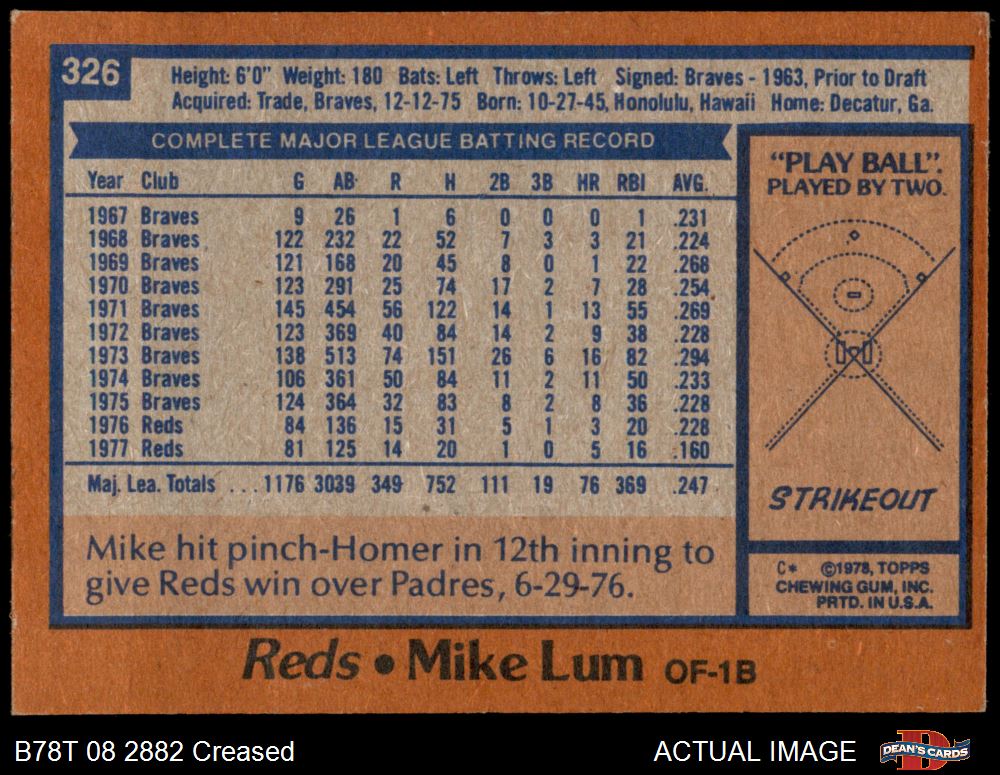 326
Height: 6'0" Weight: 180 Bats: Left Throws: Left Signed: Braves - 1963, Prior to Draft
Acquired: Trade, Braves, 12-12-75 Born: 10-27-45, Honolulu, Hawaii Home: Decatur, Ga.
COMPLETE MAJOR LEAGUE BATTING RECORD
Year Club G AB R H 2B 3B HR RBI AVG.
1967 Braves 9 26 1 6 0 0 0 1 .231
1968 Braves 122 232 22 52 7 3 3 21 .224
1969 Braves 121 168 20 45 8 0 1 22 .268
1970 Braves 123 291 25 74 17 2 7 28 .254
1971 Braves 145 454 56 122 14 1 13 55 .269
1972 Braves 123 369 40 84 14 2 9 38 .228
1973 Braves 138 513 74 151 26 6 16 82 .294
1974 Braves 106 361 50 84 11 2 11 50 .233
1975 Braves 124 364 32 83 8 2 8 36 .228
1976 Reds 84 136 15 31 5 1 3 20 .228
1977 Reds 81 125 14 20 1 0 5 16 .160
Maj. Lea. Totals ...1176 3039 349 752 111 19 76 369 .247
Mike hit pinch-Homer in 12th inning to
give Reds win over Padres, 6-29-76.
"PLAY BALL".
PLAYED BY TWO.
STRIKEOUT
C* ©1978, TOPPS
CHEWING GUM, INC.
PRTD. IN U.S.A.
Reds • Mike Lum OF-1B
B78T 08 2882 Creased
ACTUAL IMAGE
DEAN'S CARDS